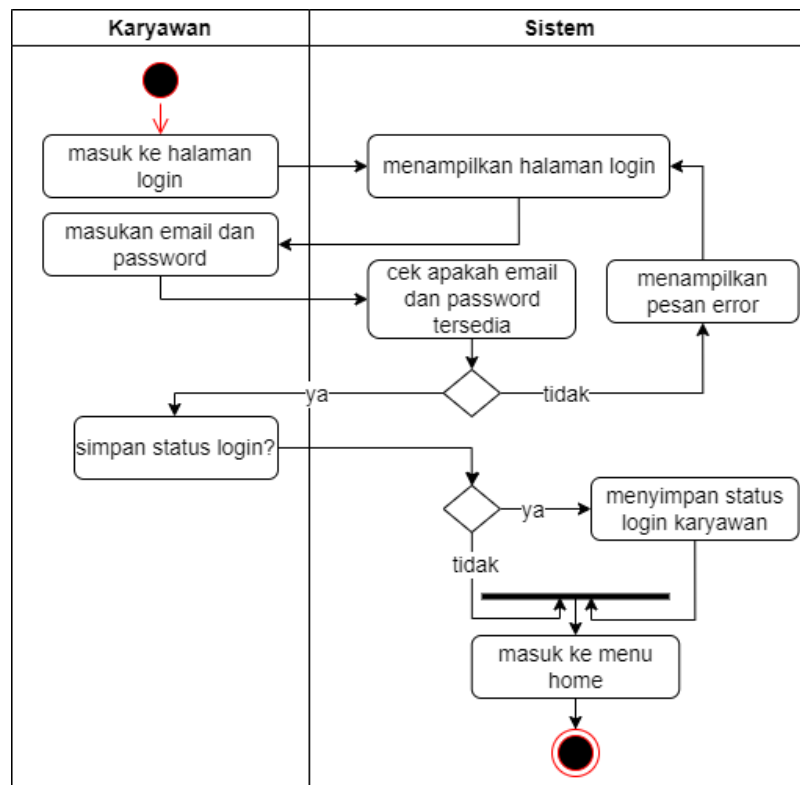 Karyawan
Sistem
masuk ke halaman
login
menampilkan halaman login
masukan email dan
password
cek apakah email
dan password
tersedia
menampilkan
pesan error
ya
tidak
simpan status login?
ya
menyimpan status
login karyawan
tidak
masuk ke menu
home